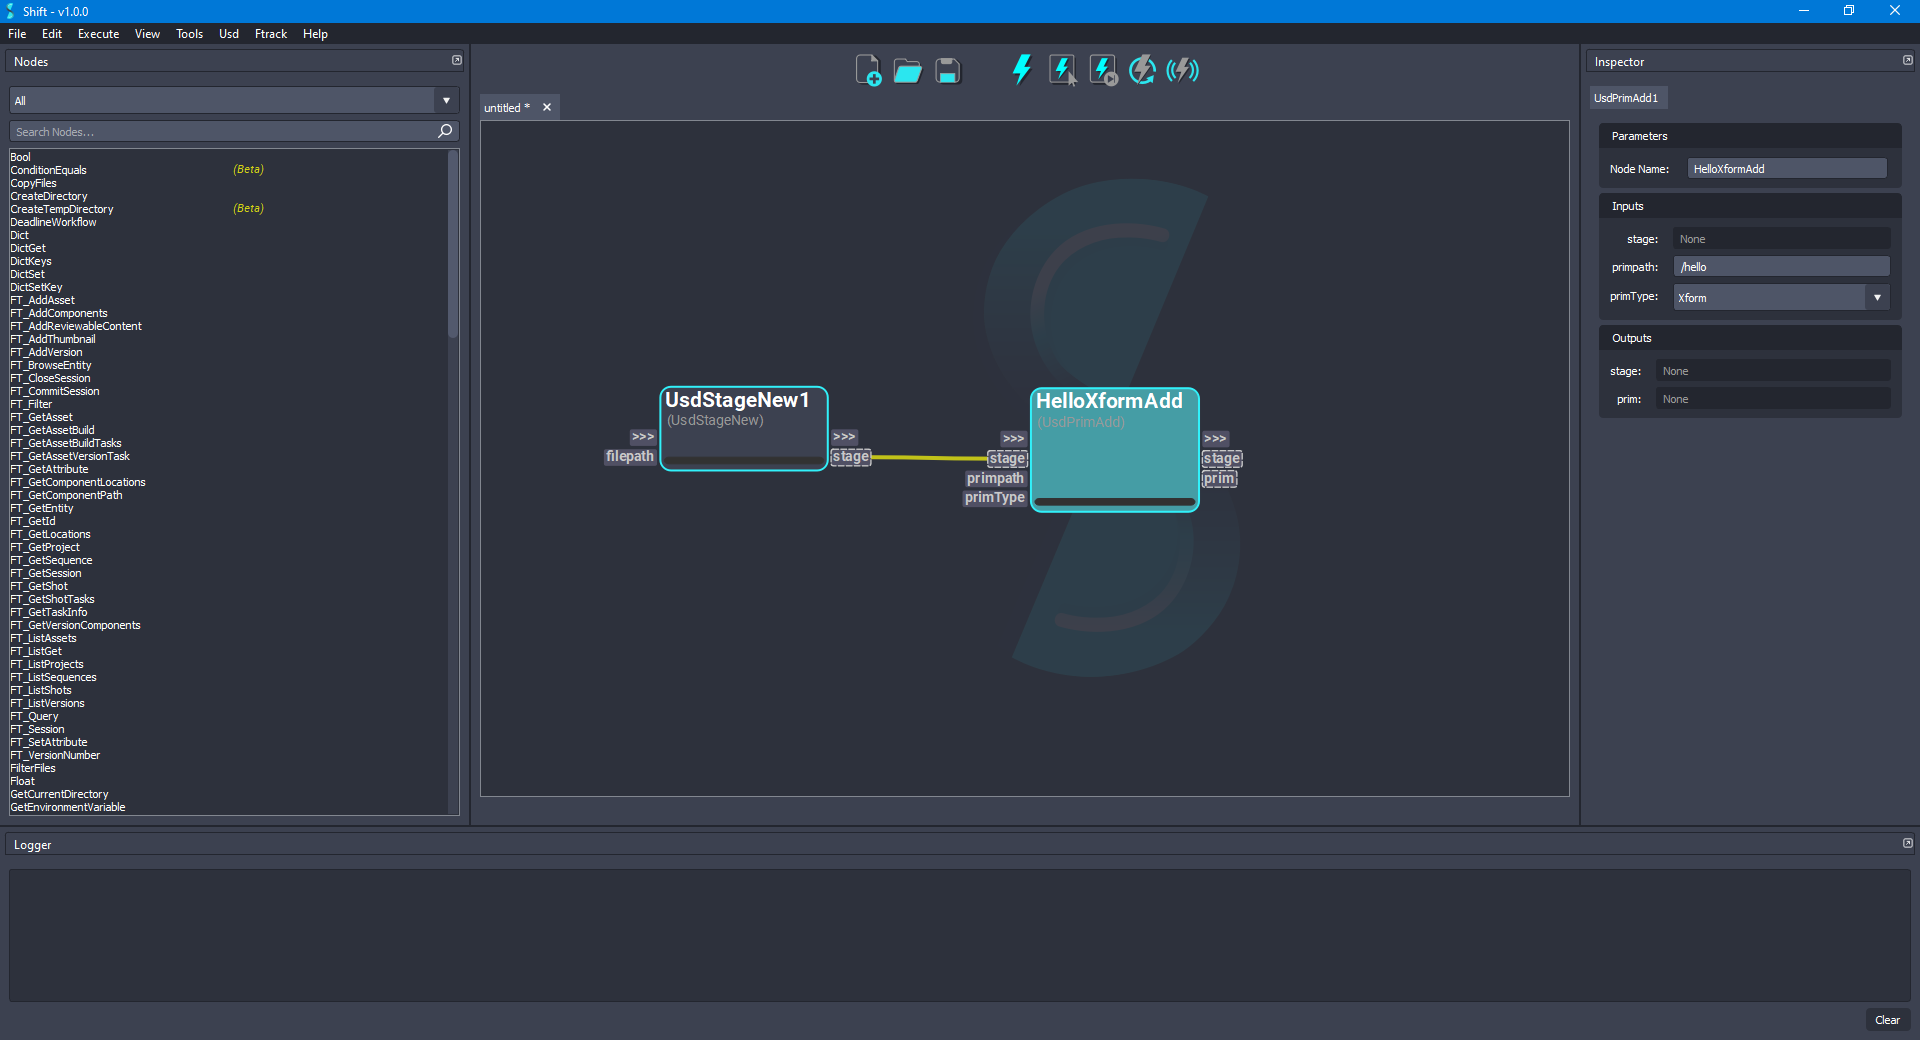 Shift - v1.0.0
File Edit Execute View Tools Usd Ftrack Help
Nodes
All
Search Nodes...
Bool
ConditionEquals (Beta)
CopyFiles
CreateDirectory
CreateTempDirectory (Beta)
DeadlineWorkflow
Dict
DictGet
DictKeys
DictSet
DictSetKey
FT_AddAsset
FT_AddComponents
FT_AddReviewableContent
FT_AddThumbnail
FT_AddVersion
FT_BrowseEntity
FT_CloseSession
FT_CommitSession
FT_Filter
FT_GetAsset
FT_GetAssetBuild
FT_GetAssetBuildTasks
FT_GetAssetVersionTask
FT_GetAttribute
FT_GetComponentLocations
FT_GetComponentPath
FT_GetEntity
FT_GetId
FT_GetLocations
FT_GetProject
FT_GetSequence
FT_GetSession
FT_GetShot
FT_GetShotTasks
FT_GetTaskInfo
FT_GetVersionComponents
FT_ListAssets
FT_ListGet
FT_ListProjects
FT_ListSequences
FT_ListShots
FT_ListVersions
FT_Query
FT_Session
FT_SetAttribute
FT_VersionNumber
FilterFiles
Float
GetCurrentDirectory
GetEnvironmentVariable
untitled *
UsdStageNew1
(UsdStageNew)
>>> >>>
filepath stage
HelloXformAdd
(UsdPrimAdd)
>>> >>>
stage stage
primpath prim
primType
Inspector
UsdPrimAdd1
Parameters
Node Name: HelloXformAdd
Inputs
stage: None
primpath: /hello
primType: Xform
Outputs
stage: None
prim: None
Logger
Clear